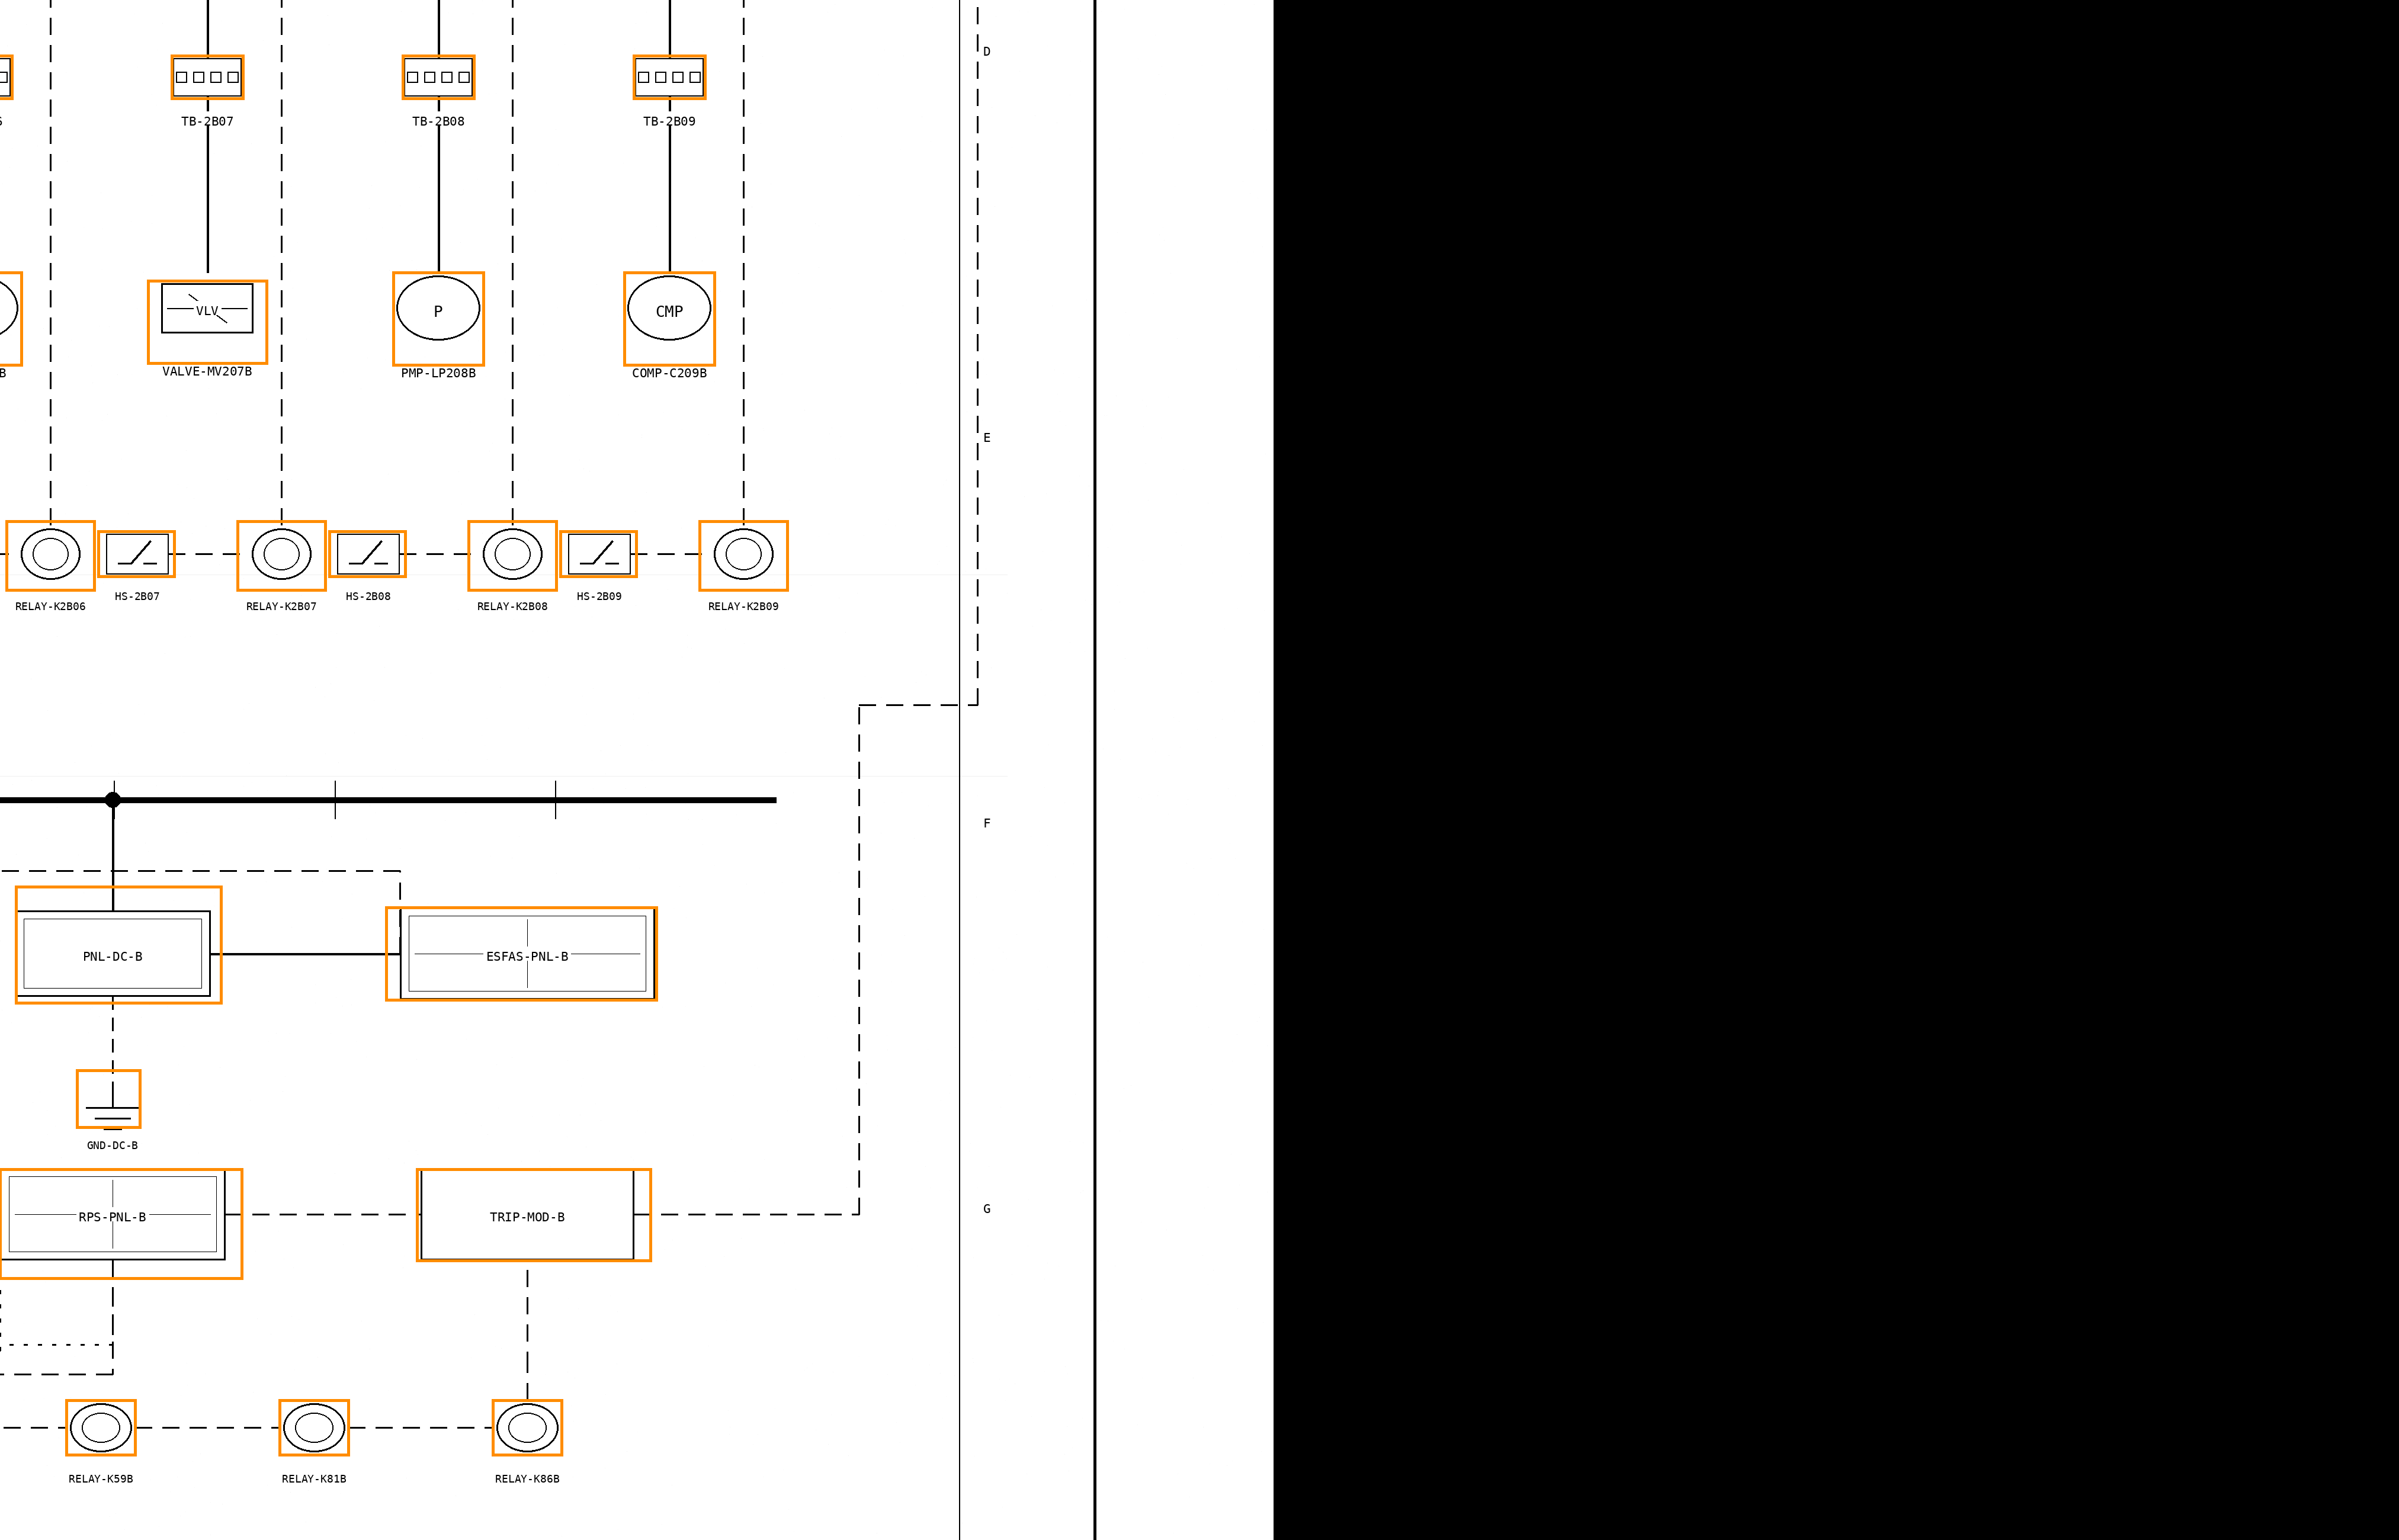 D
TB-2B07
TB-2B08
TB-2B09
VLV
P
CMP
B
VALVE-MV207B
PMP-LP208B
COMP-C209B
E
HS-2B07
HS-2B08
HS-2B09
RELAY-K2B06
RELAY-K2B07
RELAY-K2B08
RELAY-K2B09
F
PNL-DC-B
ESFAS-PNL-B
GND-DC-B
G
RPS-PNL-B
TRIP-MOD-B
RELAY-K59B
RELAY-K81B
RELAY-K86B